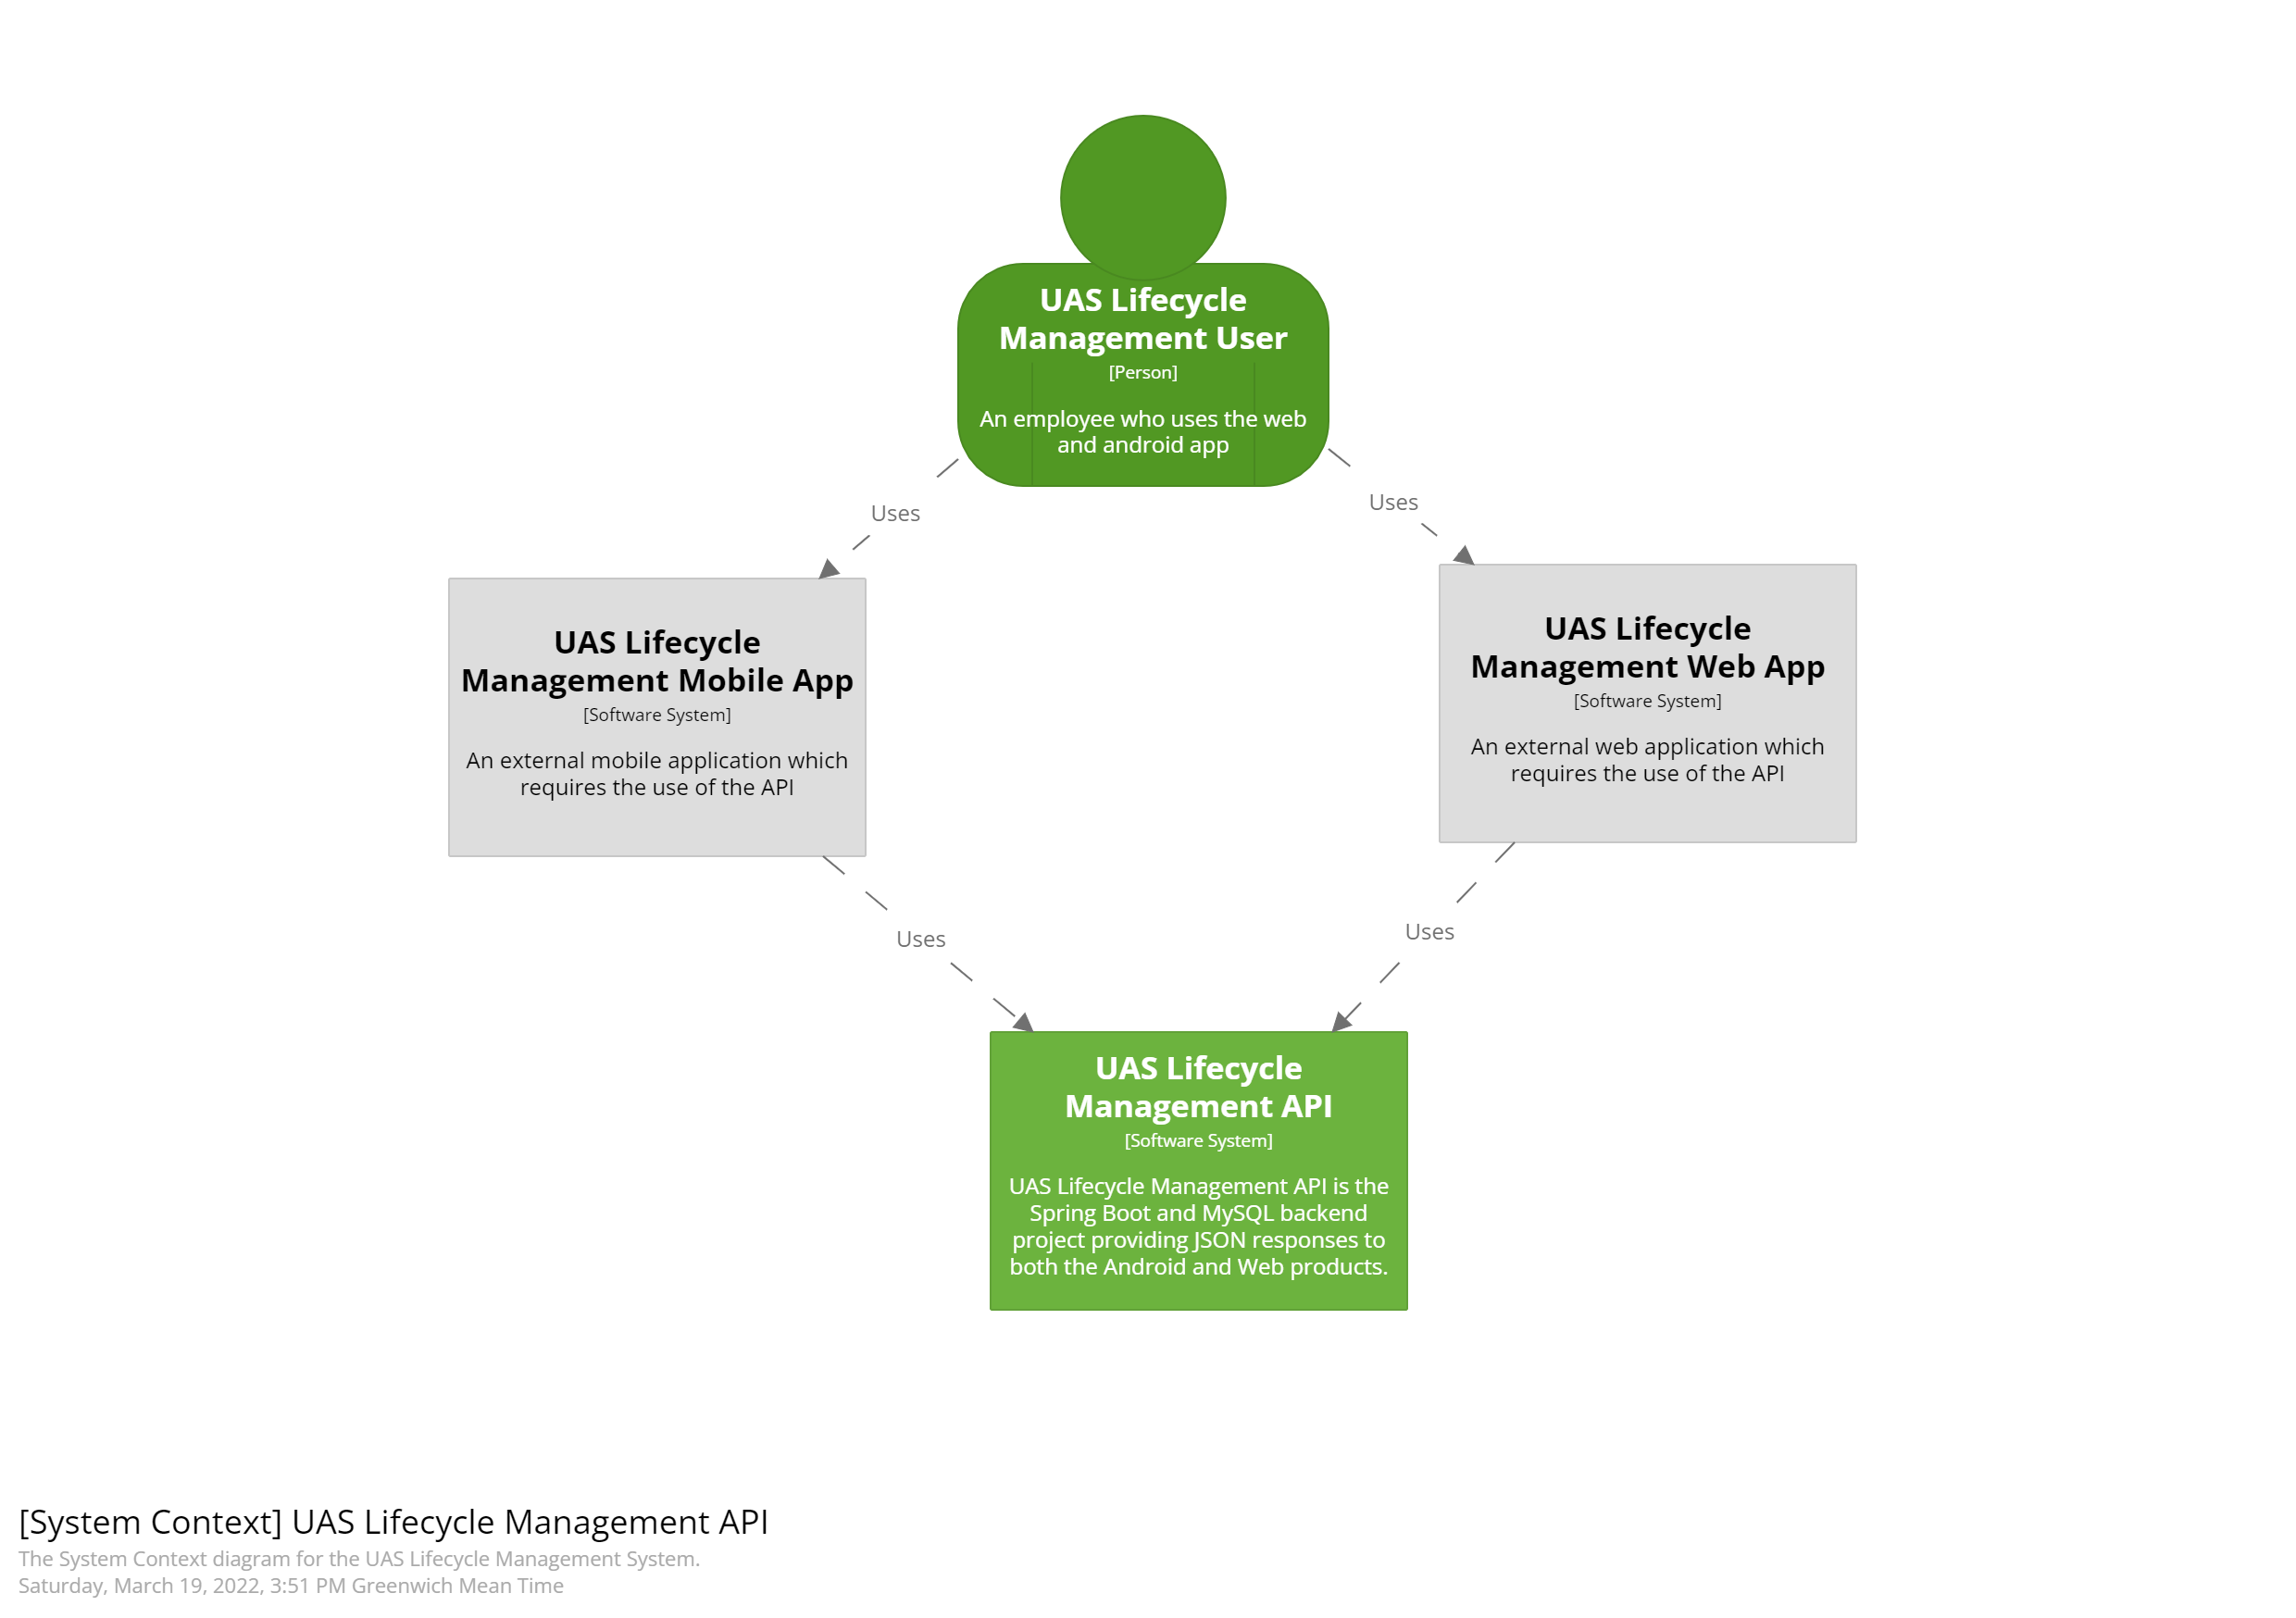 UAS Lifecycle
Management User
[Person]
An employee who uses the web
and android app
Uses
Uses
UAS Lifecycle
Management Mobile App
[Software System]
An external mobile application which
requires the use of the API
UAS Lifecycle
Management Web App
[Software System]
An external web application which
requires the use of the API
Uses
Uses
UAS Lifecycle
Management API
[Software System]
UAS Lifecycle Management API is the
Spring Boot and MySQL backend
project providing JSON responses to
both the Android and Web products.
[System Context] UAS Lifecycle Management API
The System Context diagram for the UAS Lifecycle Management System.
Saturday, March 19, 2022, 3:51 PM Greenwich Mean Time